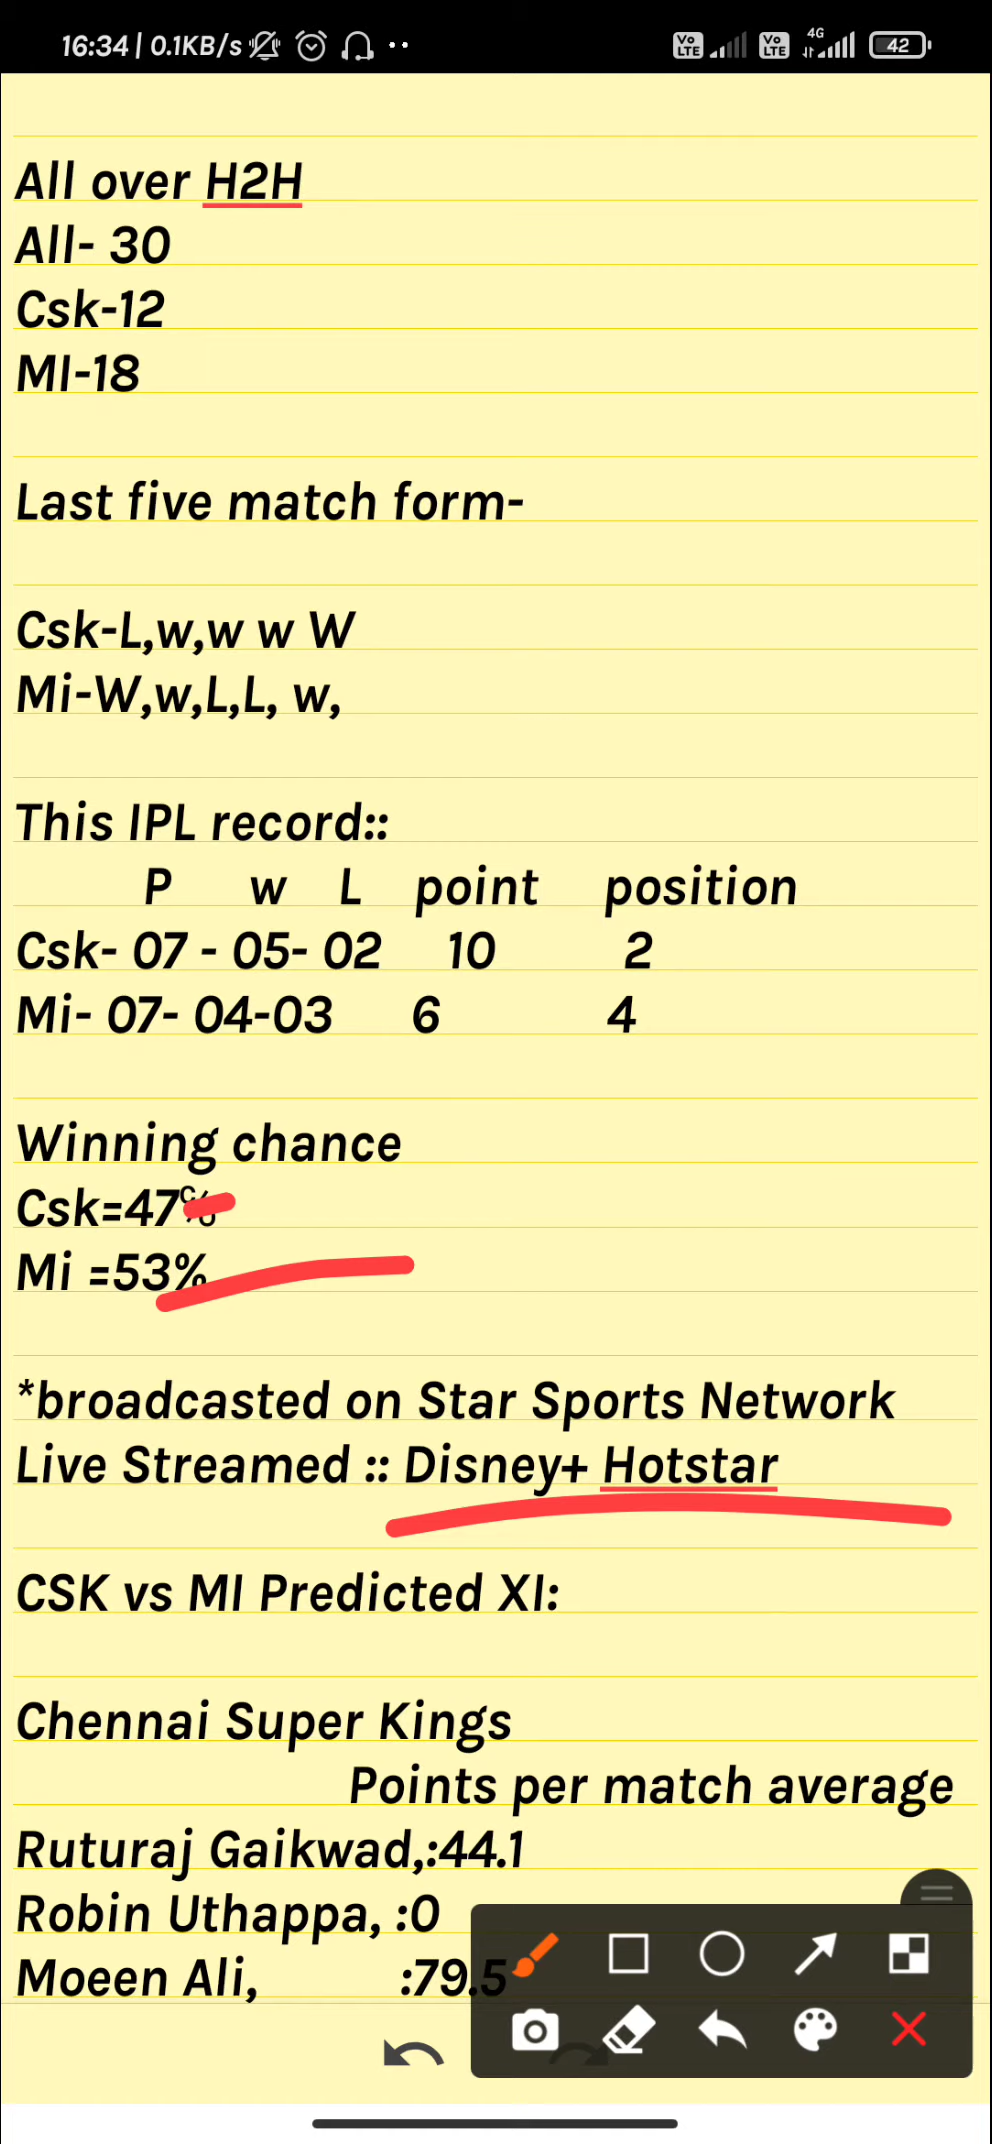 16:34 | 0.1KB/s 4G 42
All over H2H
All- 30
Csk-12
MI-18
Last five match form-
Csk-L,w,w w W
Mi-W,w,L,L, w,
This IPL record::
P w L point position
Csk- 07 - 05- 02 10 2
Mi- 07- 04-03 6 4
Winning chance
Csk=47%
Mi =53%
*broadcasted on Star Sports Network
Live Streamed :: Disney+ Hotstar
CSK vs MI Predicted XI:
Chennai Super Kings
Points per match average
Ruturaj Gaikwad,:44.1
Robin Uthappa, :0
Moeen Ali, :79.5